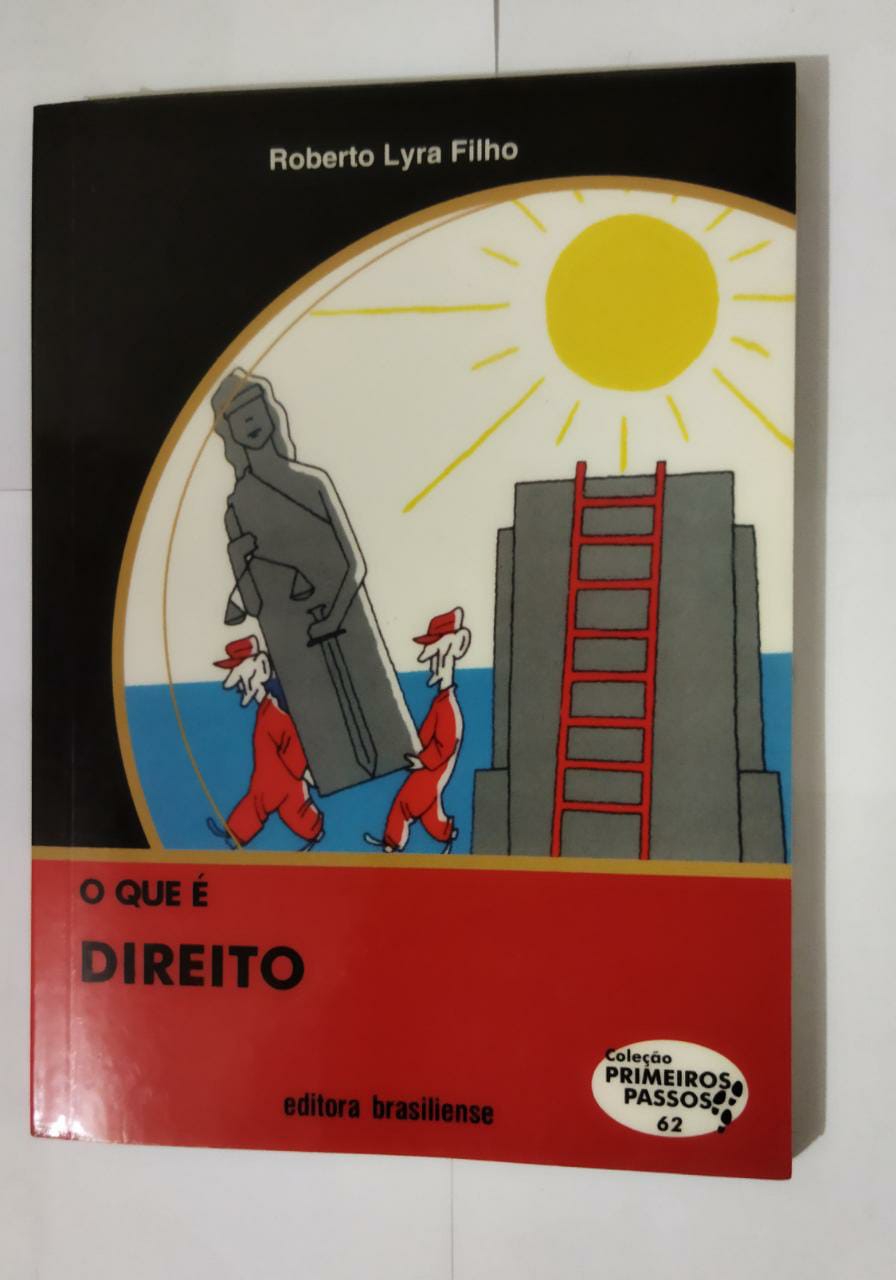 Roberto Lyra Filho
O QUE É
DIREITO
editora brasiliense
Coleção
PRIMEIROS
PASSOS
62